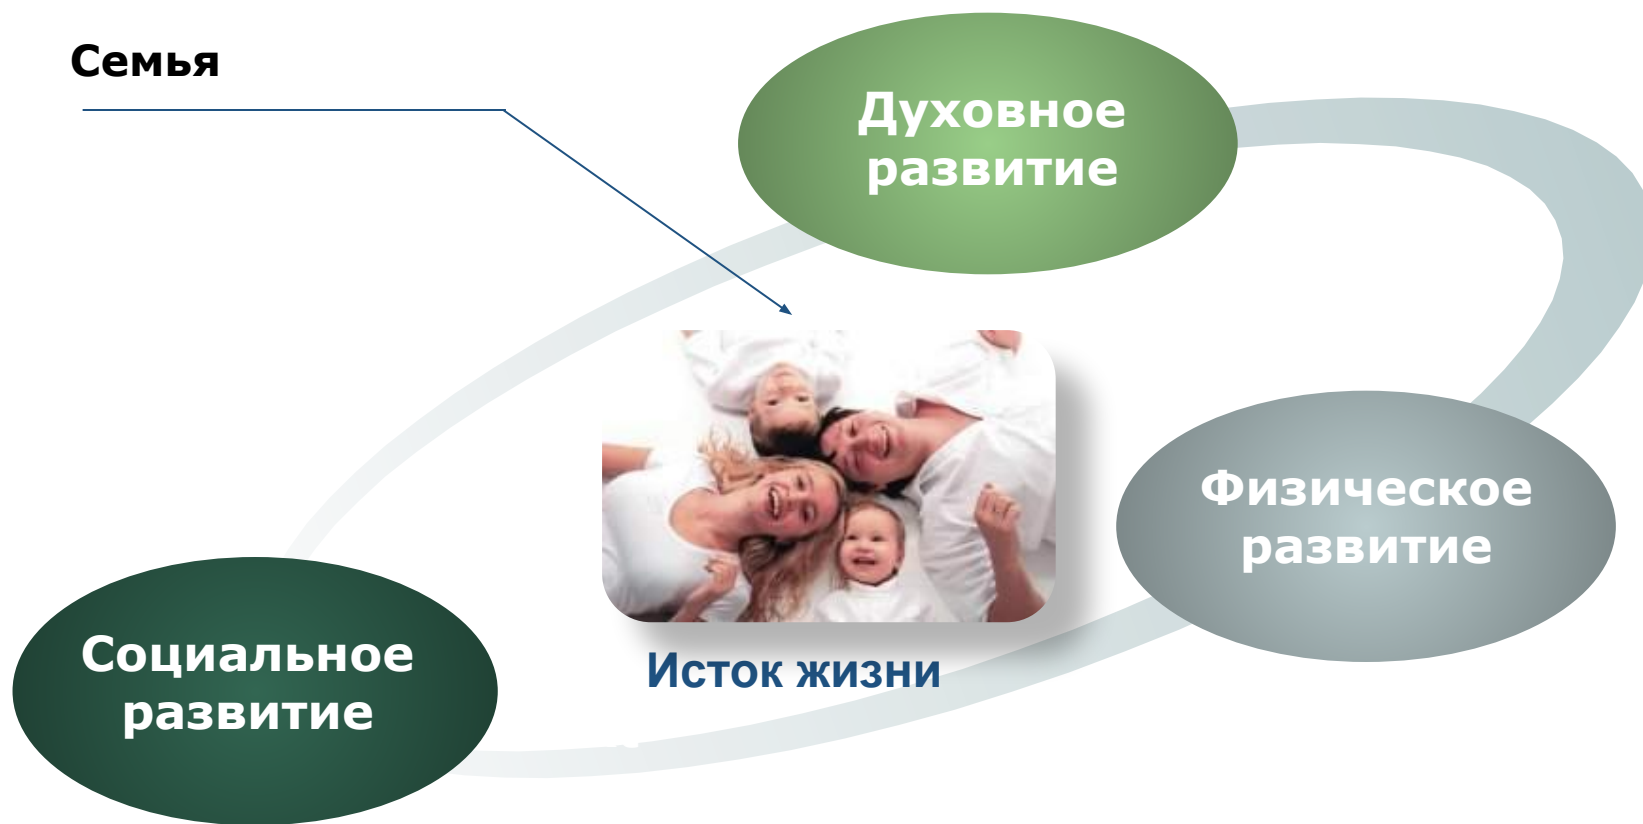 Семья
Духовное
развитие
Физическое
развитие
Социальное
развитие
Исток жизни